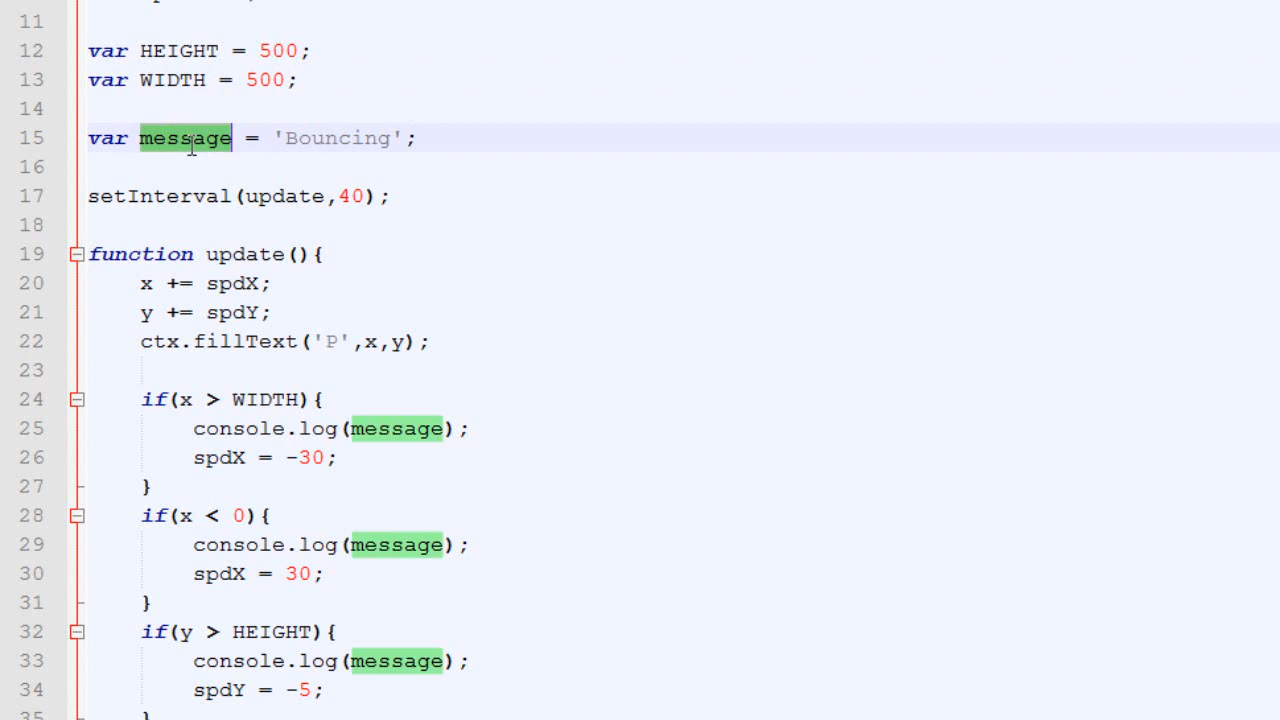 11
12 var HEIGHT = 500;
13 var WIDTH = 500;
14
15 var message = 'Bouncing';
16
17 setInterval(update,40);
18
19 function update(){
20     x += spdX;
21     y += spdY;
22     ctx.fillText('P',x,y);
23
24     if(x > WIDTH){
25         console.log(message);
26         spdX = -30;
27     }
28     if(x < 0){
29         console.log(message);
30         spdX = 30;
31     }
32     if(y > HEIGHT){
33         console.log(message);
34         spdY = -5;
35     }